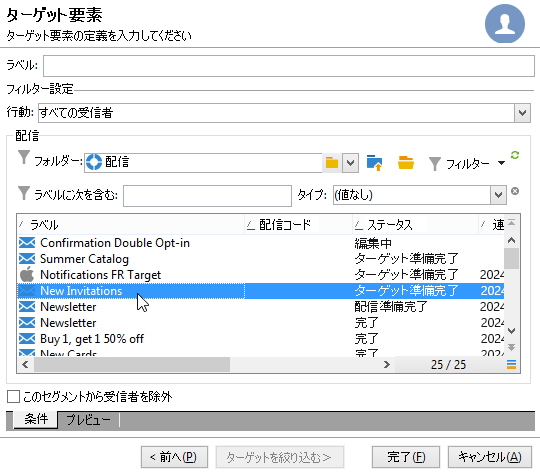 ターゲット要素
ターゲット要素の定義を入力してください
ラベル:
フィルター設定
行動: すべての受信者
配信
フォルダー: 配信 フィルター
ラベルに次を含む: タイプ: (値なし)
ラベル 配信コード ステータス 連
Confirmation Double Opt-in 編集中
Summer Catalog ターゲット準備完了
Notifications FR Target ターゲット準備完了 2024
New Invitations ターゲット準備完了 2024
Newsletter 配信準備完了 2024
Newsletter 完了 2024
Buy 1, get 1 50% off 完了 2024
New Cards 完了 2024
25 / 25
このセグメントから受信者を除外
条件 プレビュー
< 前へ(P) ターゲットを絞り込む > 完了(F) キャンセル(A)